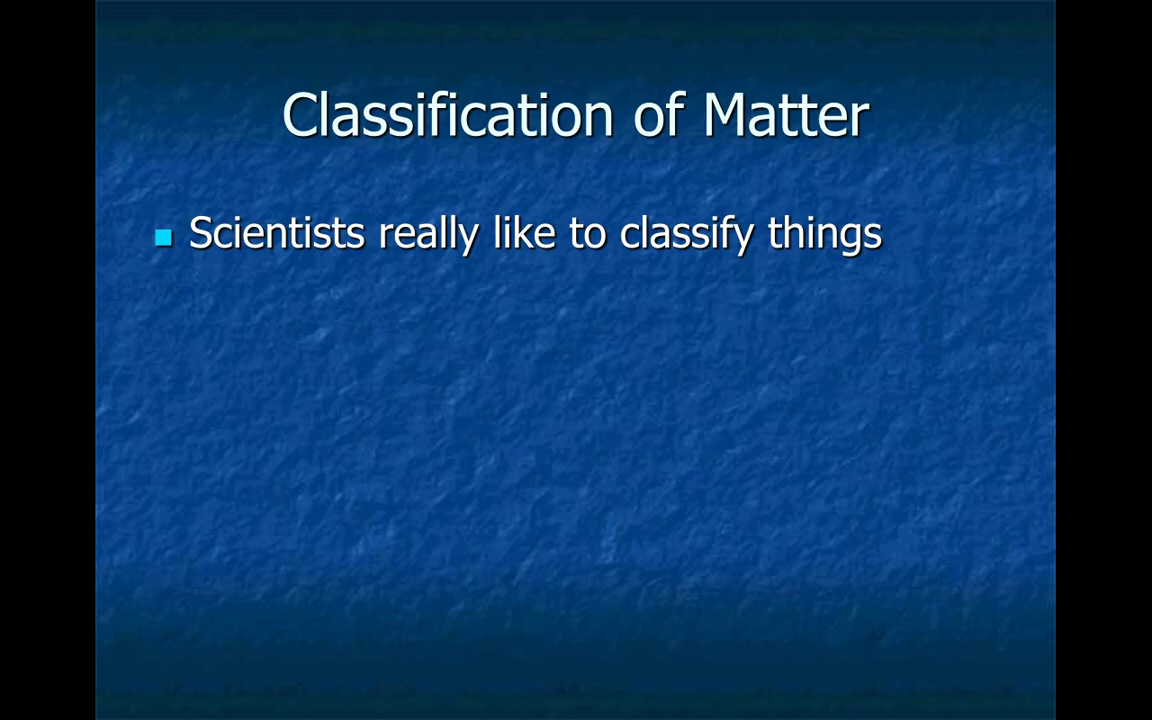 Classification of Matter
Scientists really like to classify things